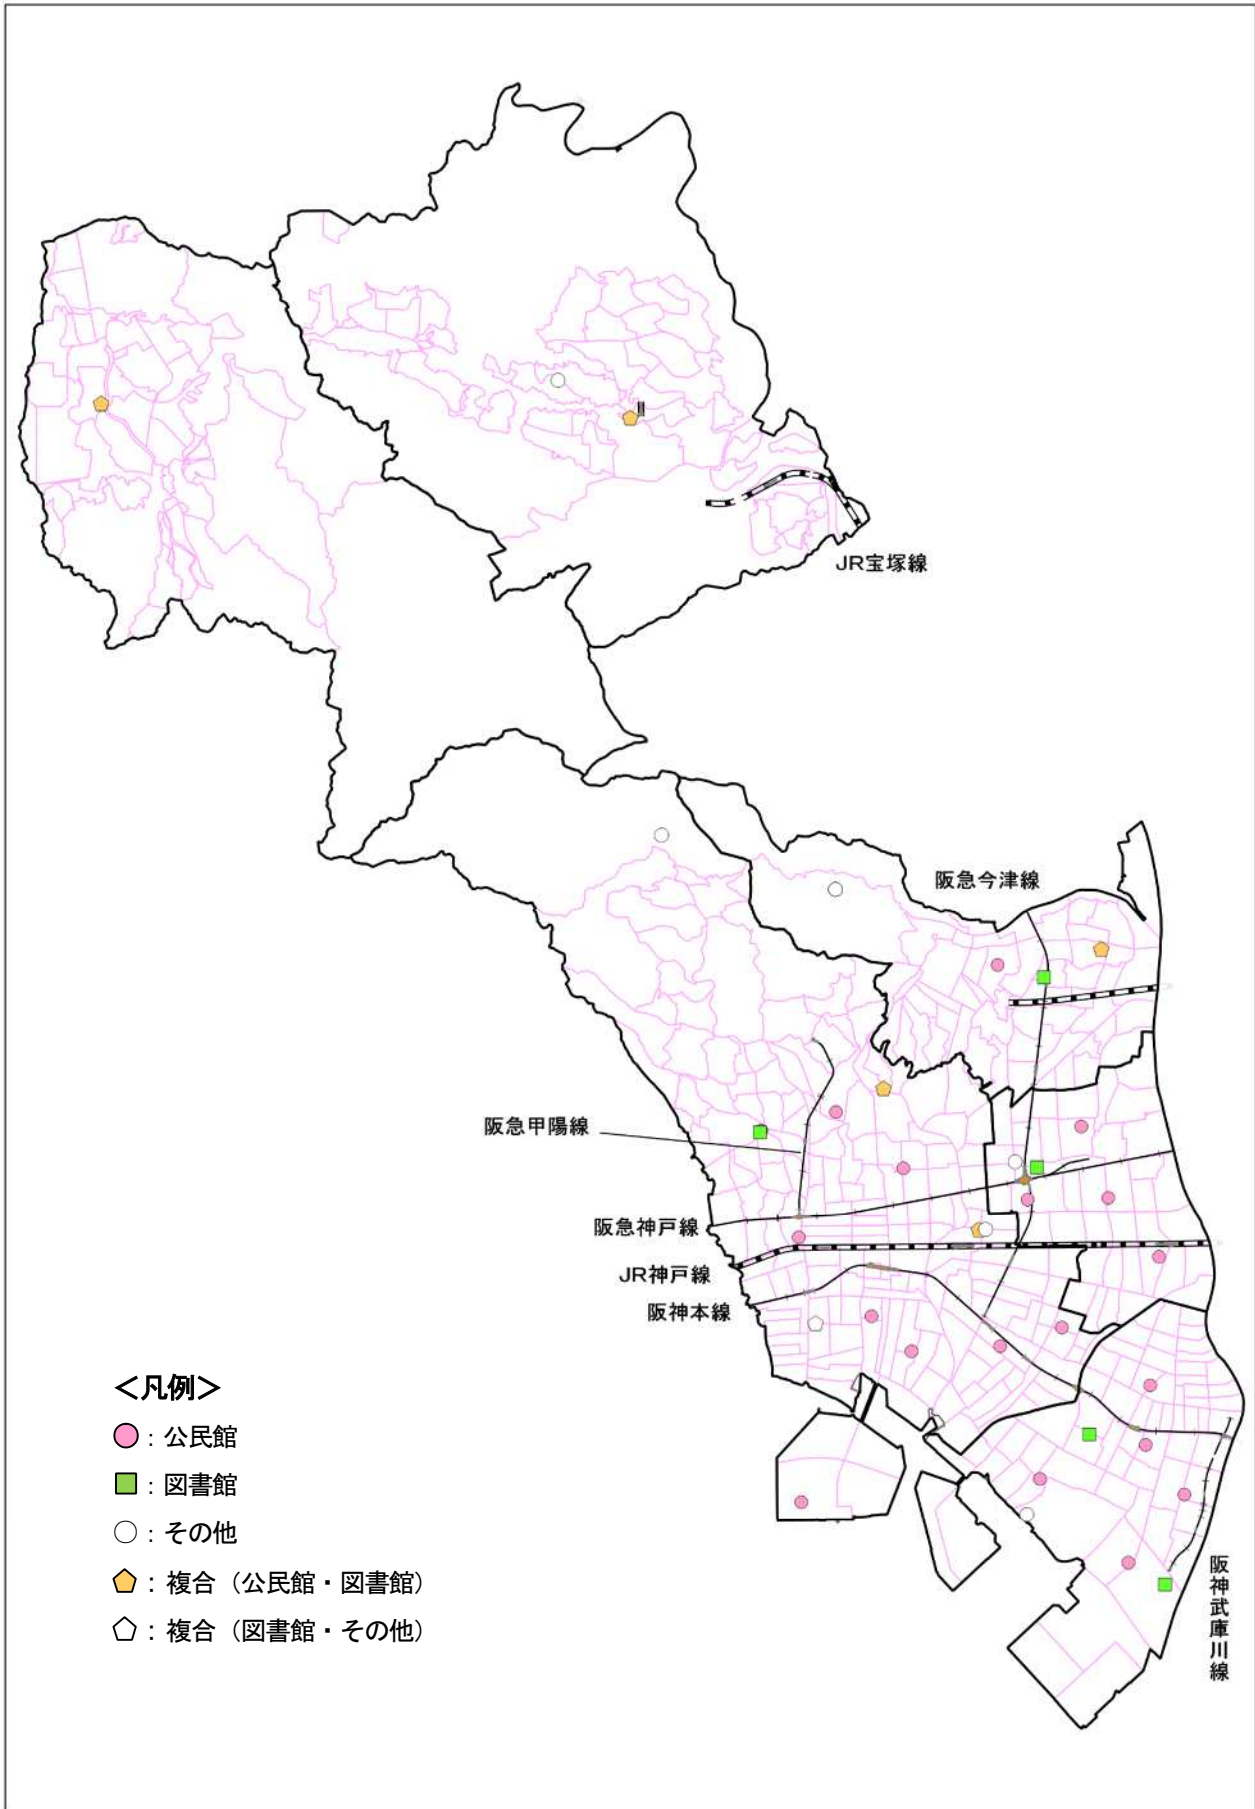 JR宝塚線
阪急今津線
阪急甲陽線
阪急神戸線
JR神戸線
阪神本線
阪神武庫川線
＜凡例＞
：公民館
：図書館
：その他
：複合（公民館・図書館）
：複合（図書館・その他）